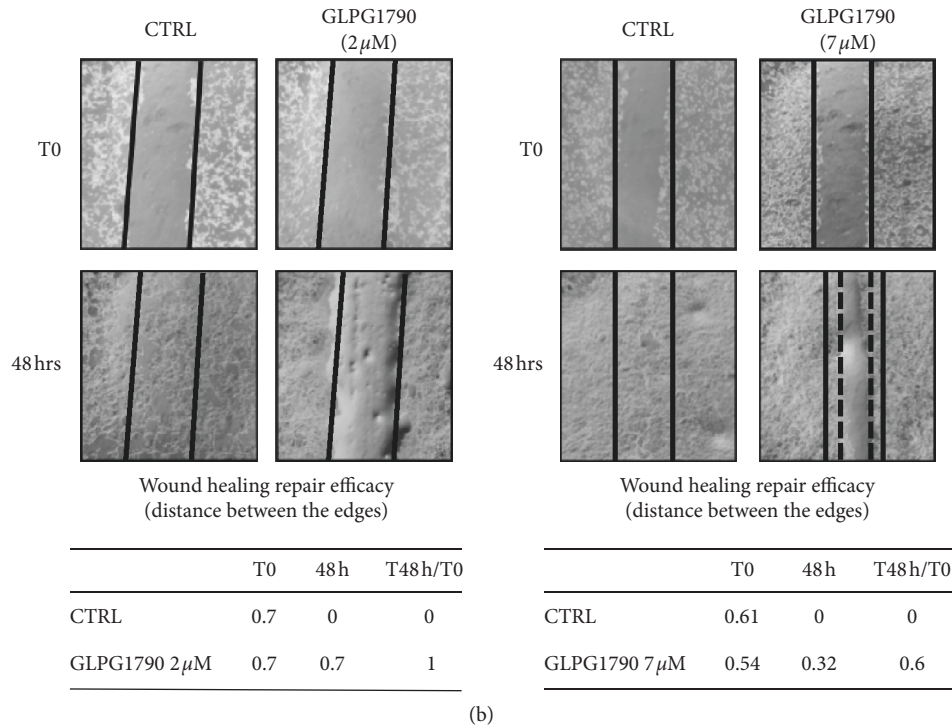 CTRL
GLPG1790
(2 μM)
CTRL
GLPG1790
(7 μM)
T0
T0
48 hrs
48 hrs
Wound healing repair efficacy
(distance between the edges)
Wound healing repair efficacy
(distance between the edges)
T0 48 h T48 h/T0
CTRL 0.7 0 0
GLPG1790 2 μM 0.7 0.7 1
T0 48 h T48 h/T0
CTRL 0.61 0 0
GLPG1790 7 μM 0.54 0.32 0.6
(b)